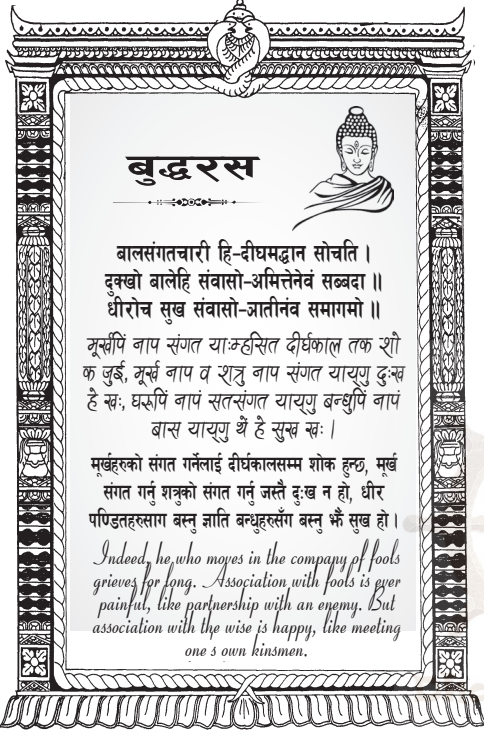 बुद्धरस
बालसंगतचारी हि-दीघमद्धान सोचति ।
दुक्खो बालेहि संवासो-अमित्तेनेवं सब्बदा ॥
धीरोच सुख संवासो-ञातीनंव समागमो ॥
मूर्खपिं नाप संगत याःम्हसित दीर्घकाल तक शो
क जुई, मूर्ख नाप व शत्रु नाप संगत यायगु दुःख
हे खः, घरूपिं नापं सतसंगत यायगु बन्धुपिं नापं
बास यायगु थें हे सुख खः ।
मूर्खहरुको संगत गर्नेलाई दीर्घकालसम्म शोक हुन्छ, मूर्ख
संगत गर्नु शत्रुको संगत गर्नु जस्तै दुःख न हो, धीर
पण्डितहरुसाग बस्नु ज्ञाति बन्धुहरुसँग बस्नु झैँ सुख हो ।
Indeed, he who moves in the company of fools
grieves for long. Association with fools is ever
painful, like partnership with an enemy. But
association with the wise is happy, like meeting
one s own kinsmen.